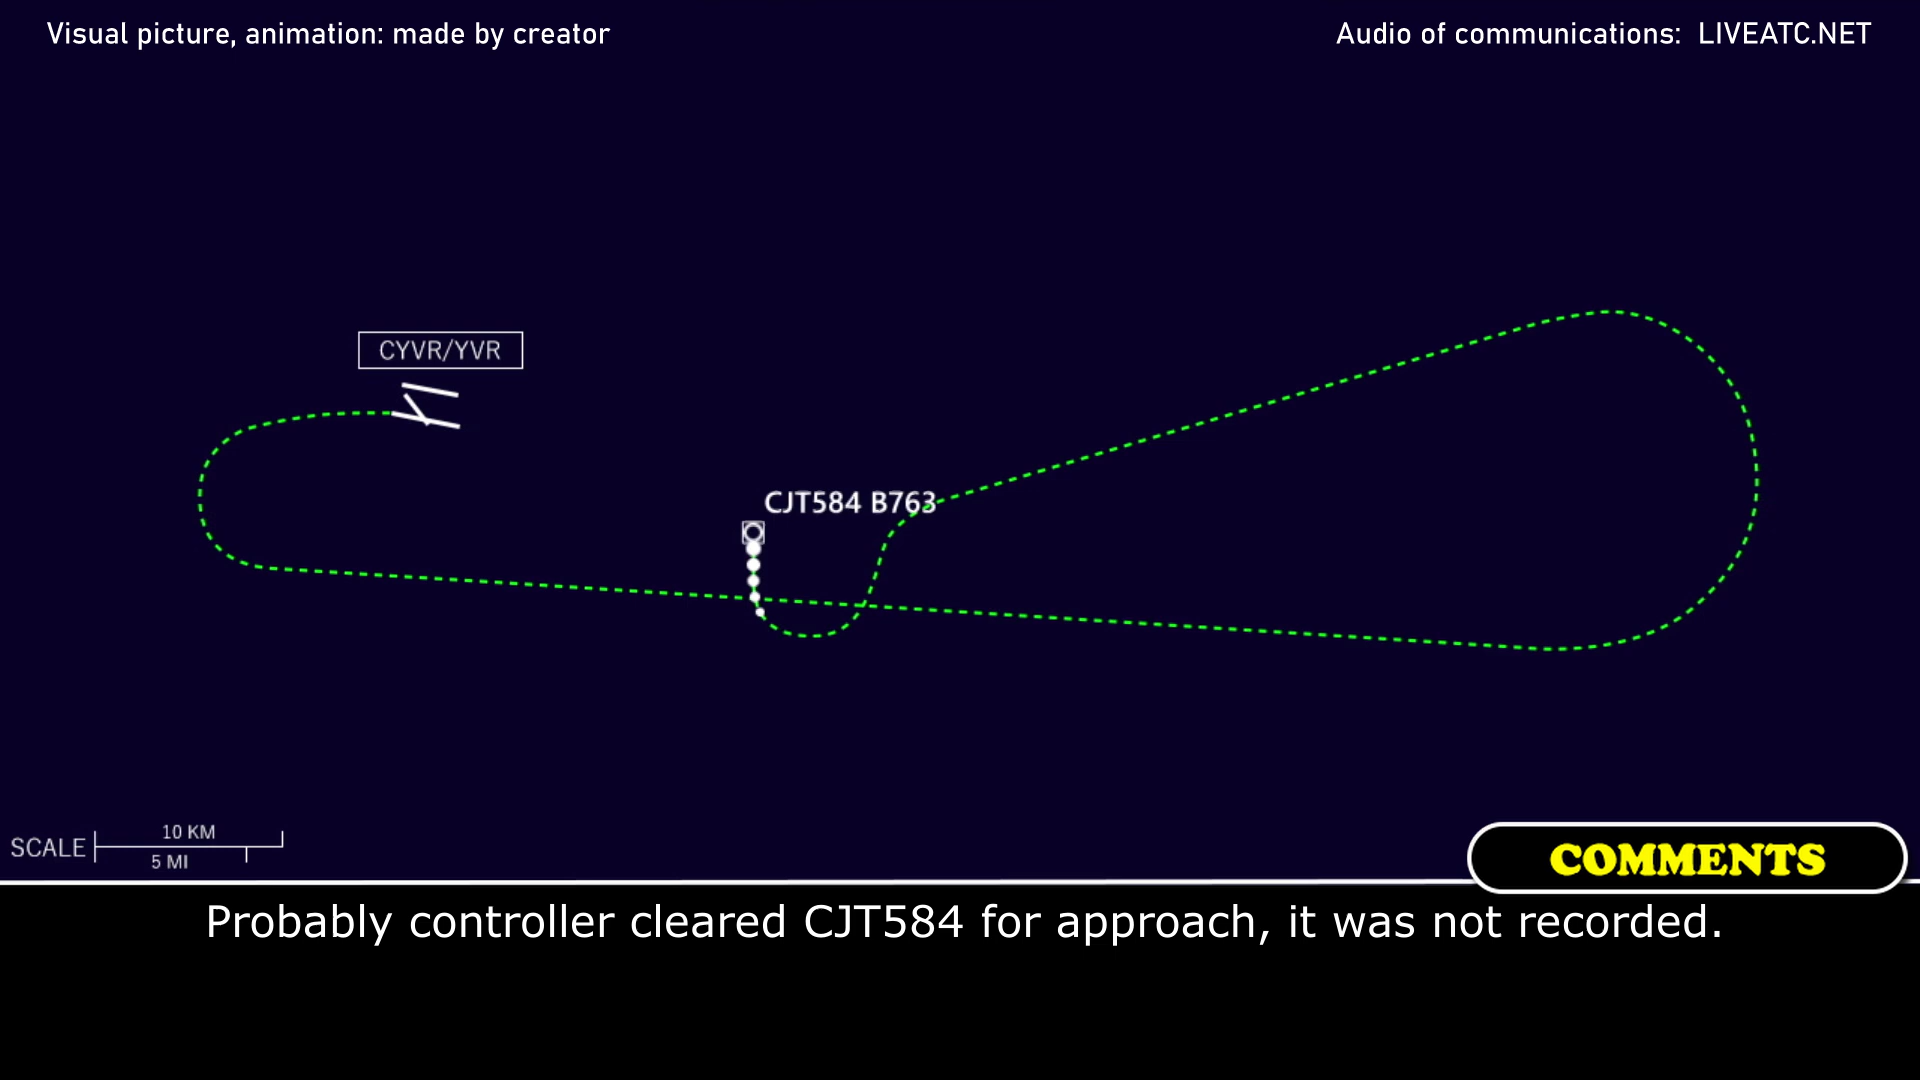 Visual picture, animation: made by creator
Audio of communications: LIVEATC.NET
CYVR/YVR
CJT584 B763
SCALE
10 KM
5 MI
COMMENTS
Probably controller cleared CJT584 for approach, it was not recorded.